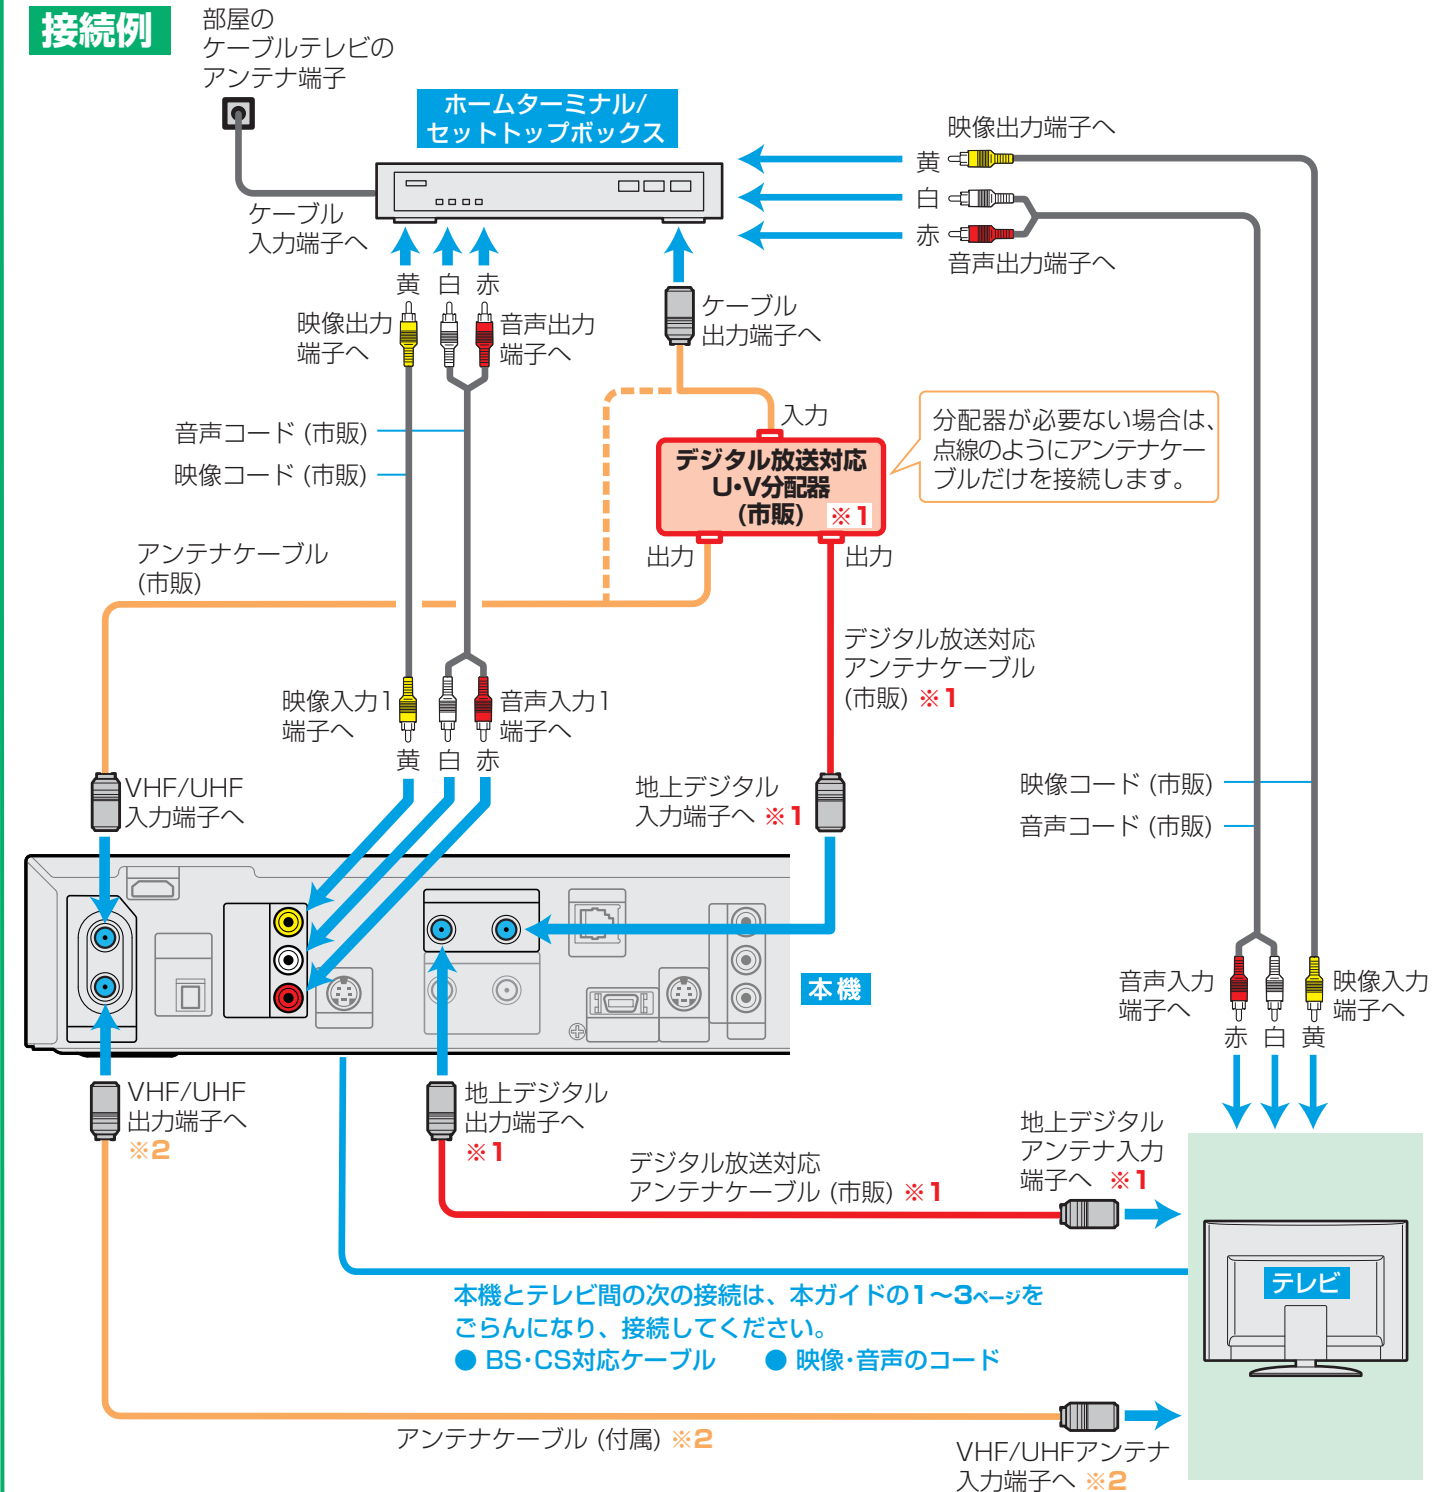 接続例
部屋の
ケーブルテレビの
アンテナ端子
ホームターミナル/
セットトップボックス
映像出力端子へ
黄
白
赤
音声出力端子へ
ケーブル
入力端子へ
黄 白 赤
映像出力
端子へ
音声出力
端子へ
ケーブル
出力端子へ
入力
音声コード (市販)
映像コード (市販)
デジタル放送対応
U・V分配器
(市販) ※1
分配器が必要ない場合は、
点線のようにアンテナケー
ブルだけを接続します。
出力
出力
アンテナケーブル
(市販)
デジタル放送対応
アンテナケーブル
(市販) ※1
映像入力1
端子へ
音声入力1
端子へ
黄 白 赤
VHF/UHF
入力端子へ
地上デジタル
入力端子へ ※1
映像コード (市販)
音声コード (市販)
本機
音声入力
端子へ
映像入力
端子へ
赤 白 黄
VHF/UHF
出力端子へ
※2
地上デジタル
出力端子へ
※1
デジタル放送対応
アンテナケーブル (市販) ※1
地上デジタル
アンテナ入力
端子へ ※1
テレビ
本機とテレビ間の次の接続は、本ガイドの1〜3ページを
ごらんになり、接続してください。
● BS・CS対応ケーブル ● 映像・音声のコード
アンテナケーブル (付属) ※2
VHF/UHFアンテナ
入力端子へ ※2